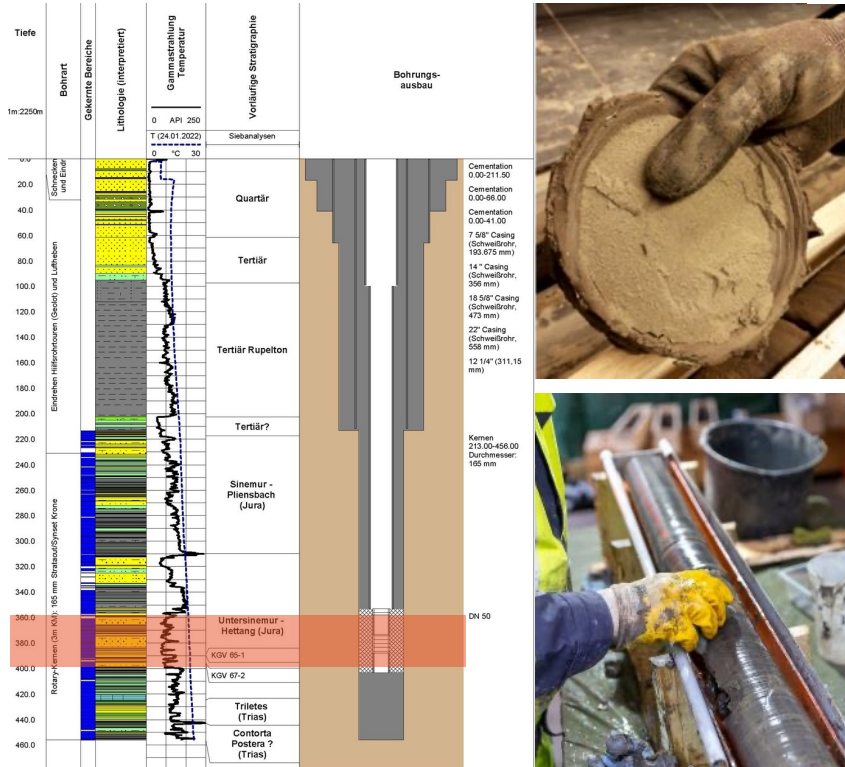 Tiefe
1m:2250m
Bohrart
Gekernte Bereiche
Lithologie (interpretiert)
Gammastrahlung
Temperatur
0 API 250
T (24.01.2022)
0 °C 30
Vorläufige Stratigraphie
Siebanalysen
Bohrungs-
ausbau
0.0
20.0
40.0
60.0
80.0
100.0
120.0
140.0
160.0
180.0
200.0
220.0
240.0
260.0
280.0
300.0
320.0
340.0
360.0
380.0
400.0
420.0
440.0
460.0
Schnecken
und Eindr
Eindrehen Hilfsrohrtouren (Geoldt) und Luftheben
Rotary-Kernen (3m KM): 165 mm Stratacut/Synset Krone
Quartär
Tertiär
Tertiär Rupelton
Tertiär?
Sinemur -
Pliensbach
(Jura)
Untersinemur -
Hettang (Jura)
KGV 65-1
KGV 67-2
Triletes
(Trias)
Contorta
Postera ?
(Trias)
Cementation
0.00-211.50
Cementation
0.00-66.00
Cementation
0.00-41.00
7 5/8" Casing
(Schweißrohr,
193.675 mm)
14 " Casing
(Schweißrohr,
356 mm)
18 5/8" Casing
(Schweißrohr,
473 mm)
22" Casing
(Schweißrohr,
558 mm)
12 1/4" (311,15
mm)
Kernen
213.00-456.00
Durchmesser:
165 mm
DN 50